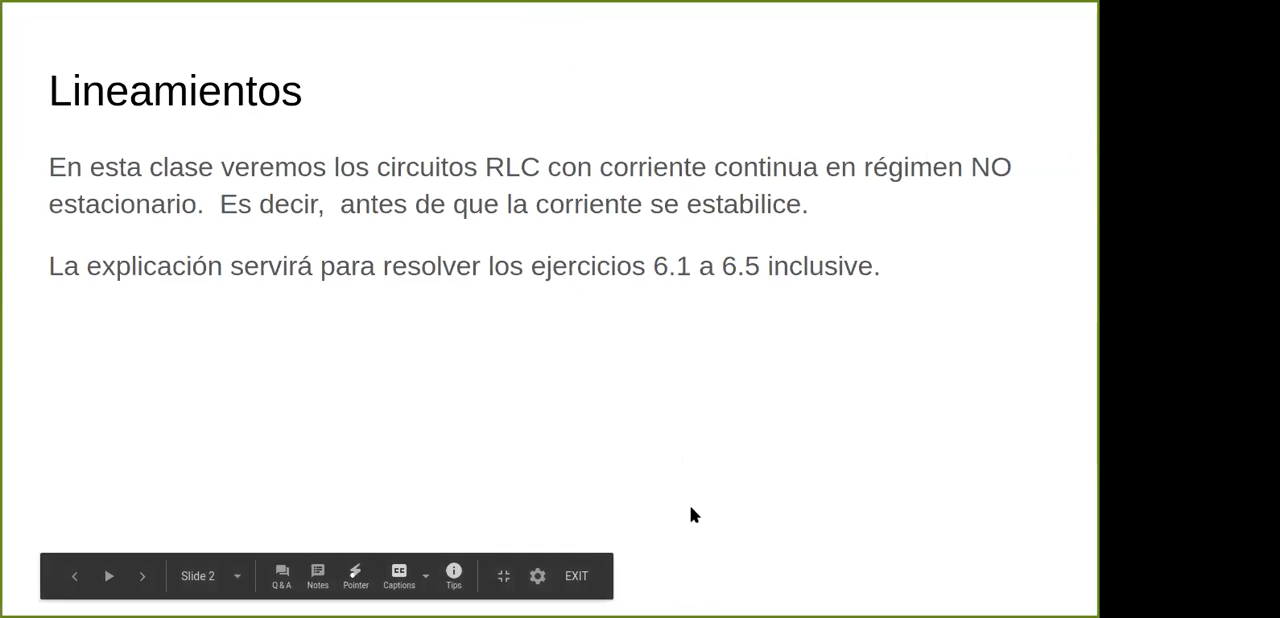 Lineamientos
En esta clase veremos los circuitos RLC con corriente continua en régimen NO
estacionario.  Es decir,  antes de que la corriente se estabilice.
La explicación servirá para resolver los ejercicios 6.1 a 6.5 inclusive.
Slide 2
Q & A
Notes
Pointer
CC
Captions
Tips
EXIT